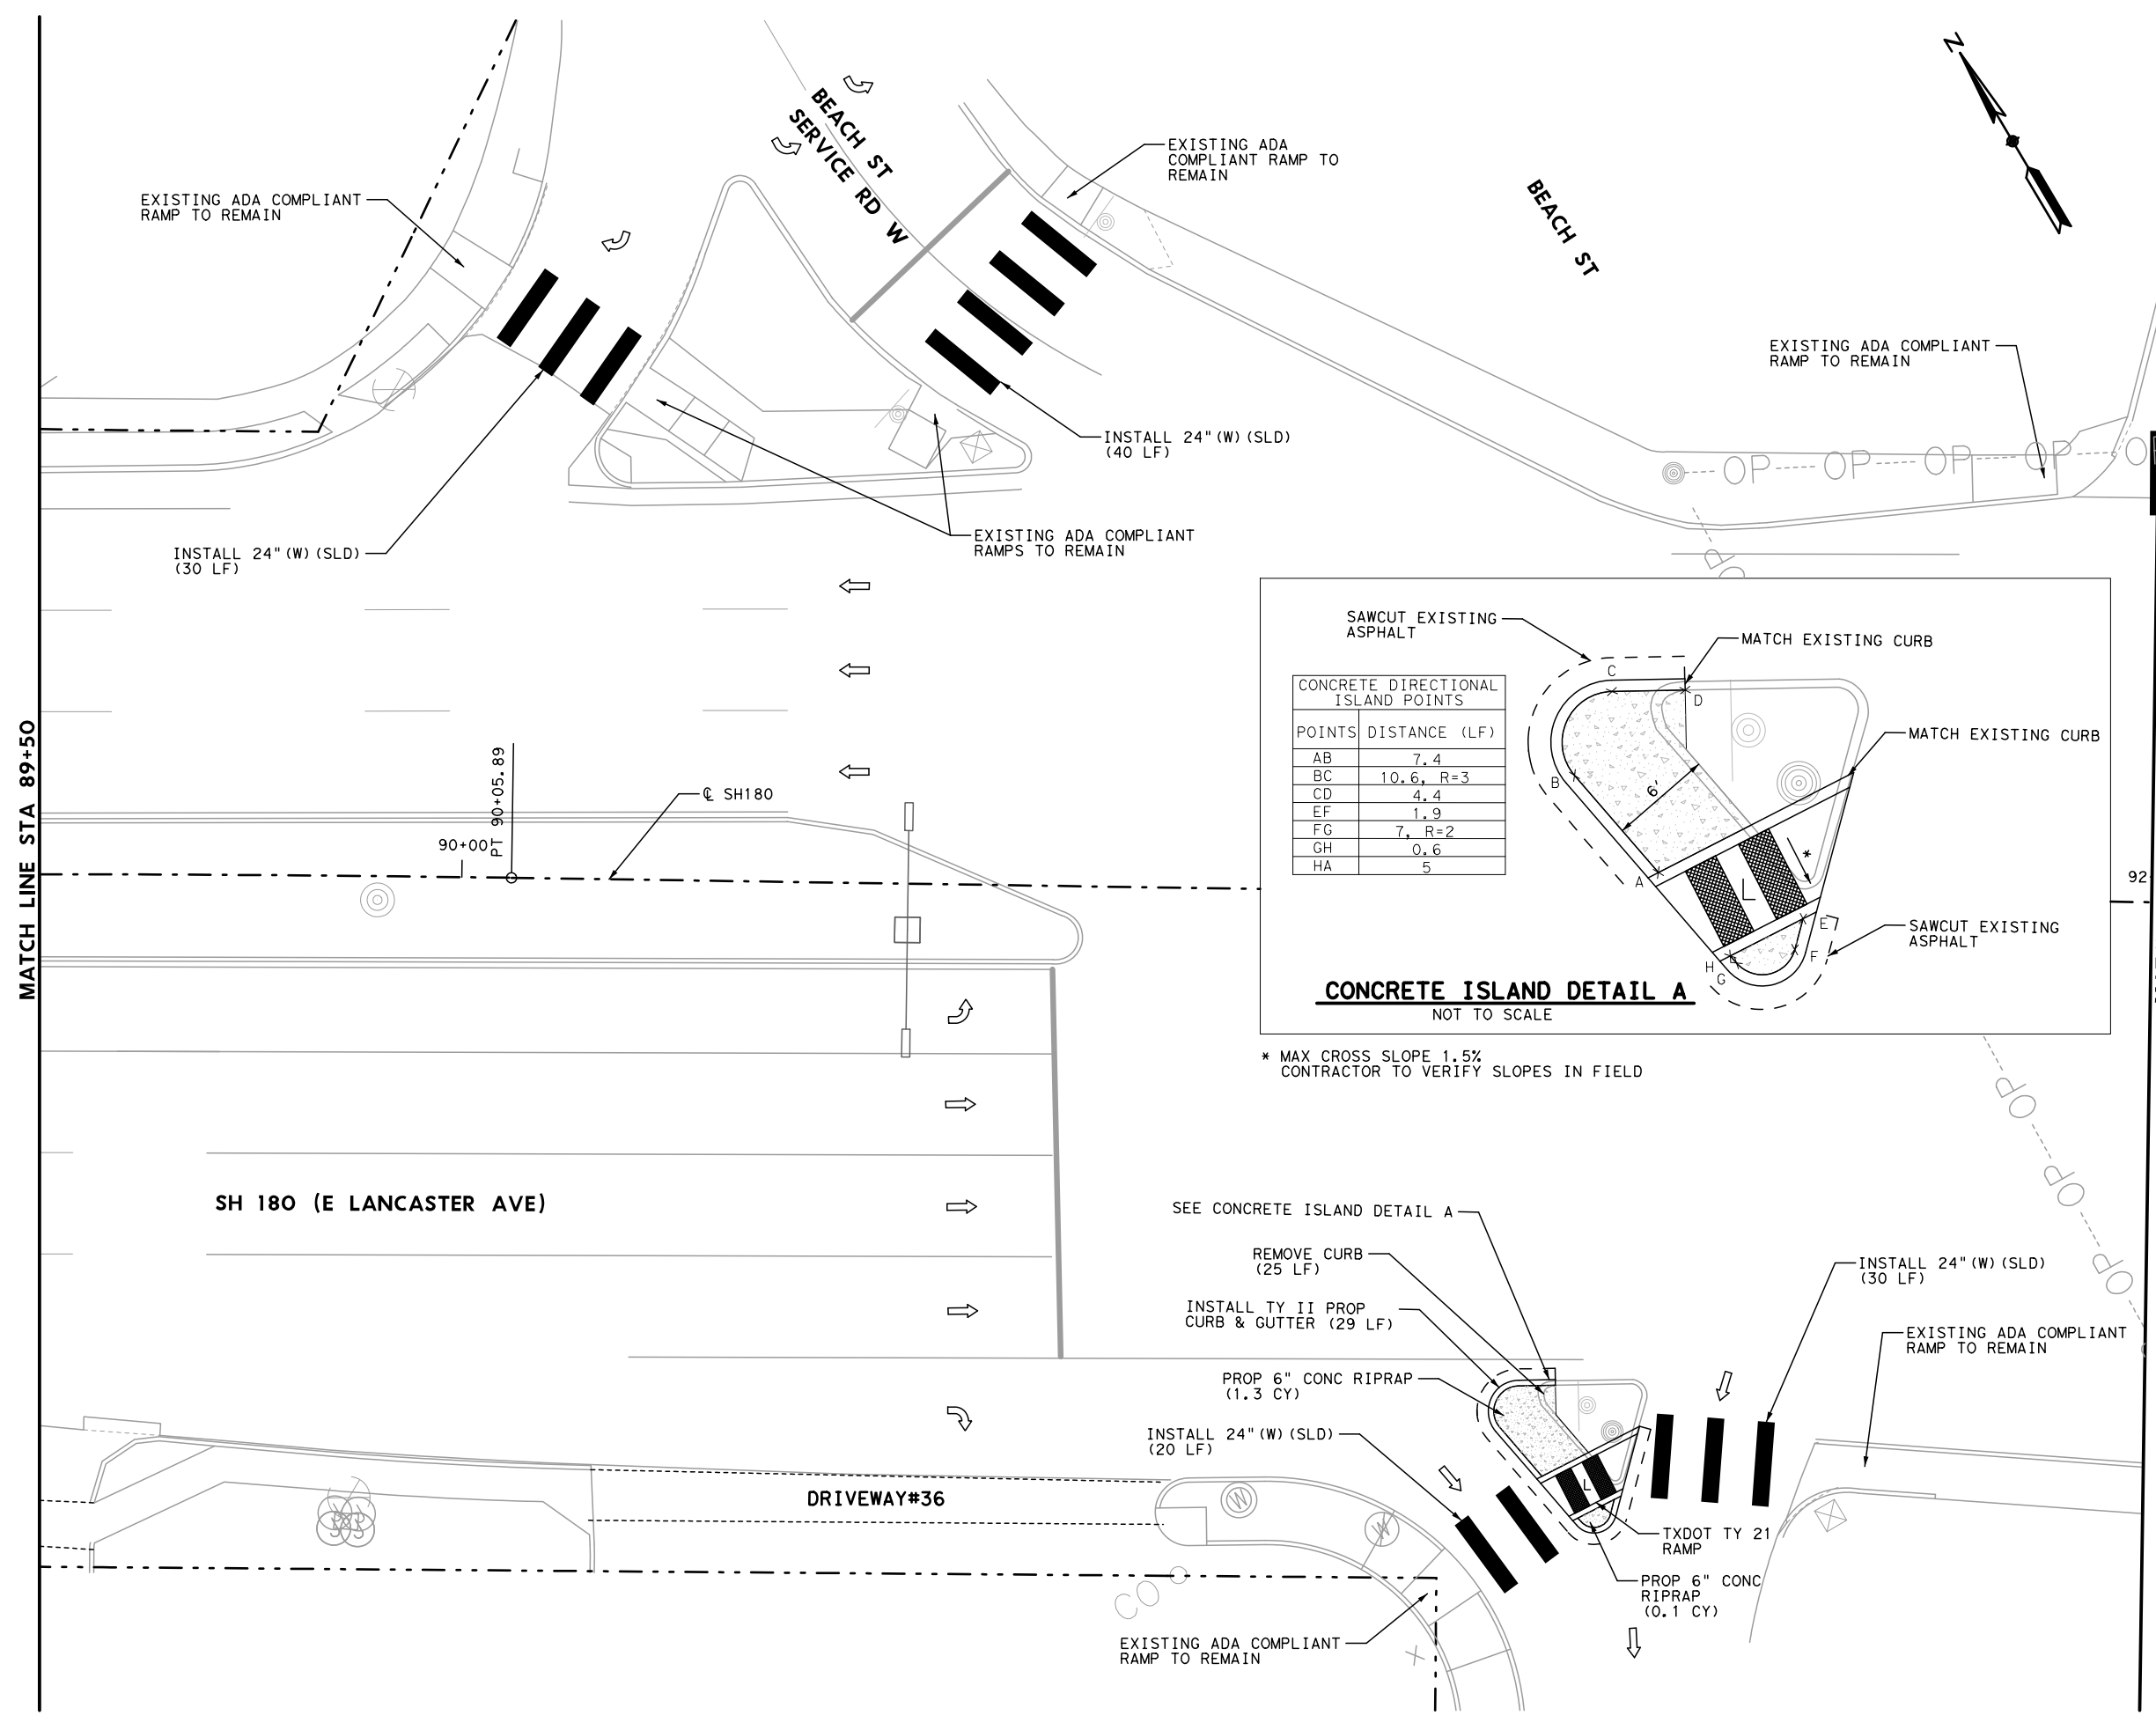 N
BEACH ST
SERVICE RD W
BEACH ST
EXISTING ADA
COMPLIANT RAMP TO
REMAIN
EXISTING ADA COMPLIANT
RAMP TO REMAIN
EXISTING ADA COMPLIANT
RAMP TO REMAIN
INSTALL 24"(W)(SLD)
(40 LF)
OP OP OP OP O
EXISTING ADA COMPLIANT
RAMPS TO REMAIN
INSTALL 24"(W)(SLD)
(30 LF)
SAWCUT EXISTING
ASPHALT
MATCH EXISTING CURB
C
D
CONCRETE DIRECTIONAL
ISLAND POINTS
POINTS DISTANCE (LF)
AB 7.4
BC 10.6, R=3
CD 4.4
EF 1.9
FG 7, R=2
GH 0.6
HA 5
MATCH EXISTING CURB
B
6'
*
A
L
E
F
H
G
SAWCUT EXISTING
ASPHALT
CONCRETE ISLAND DETAIL A
NOT TO SCALE
* MAX CROSS SLOPE 1.5%
CONTRACTOR TO VERIFY SLOPES IN FIELD
MATCH LINE STA 89+50
90+00
PT 90+05.89
℄ SH180
92
OP
OP
OP
SH 180 (E LANCASTER AVE)
SEE CONCRETE ISLAND DETAIL A
REMOVE CURB
(25 LF)
INSTALL TY II PROP
CURB & GUTTER (29 LF)
PROP 6" CONC RIPRAP
(1.3 CY)
INSTALL 24"(W)(SLD)
(20 LF)
INSTALL 24"(W)(SLD)
(30 LF)
EXISTING ADA COMPLIANT
RAMP TO REMAIN
L
DRIVEWAY#36
W
W
TXDOT TY 21
RAMP
PROP 6" CONC
RIPRAP
(0.1 CY)
CO
EXISTING ADA COMPLIANT
RAMP TO REMAIN